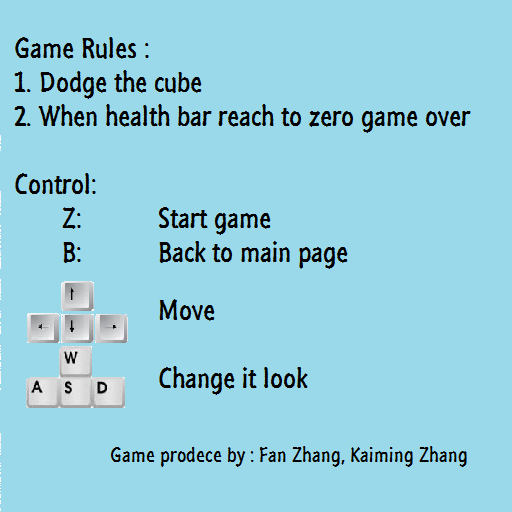 Game Rules :
1. Dodge the cube
2. When health bar reach to zero game over
Control:
Z: Start game
B: Back to main page
↑
← ↓ → Move
W
A S D Change it look
Game prodece by : Fan Zhang, Kaiming Zhang